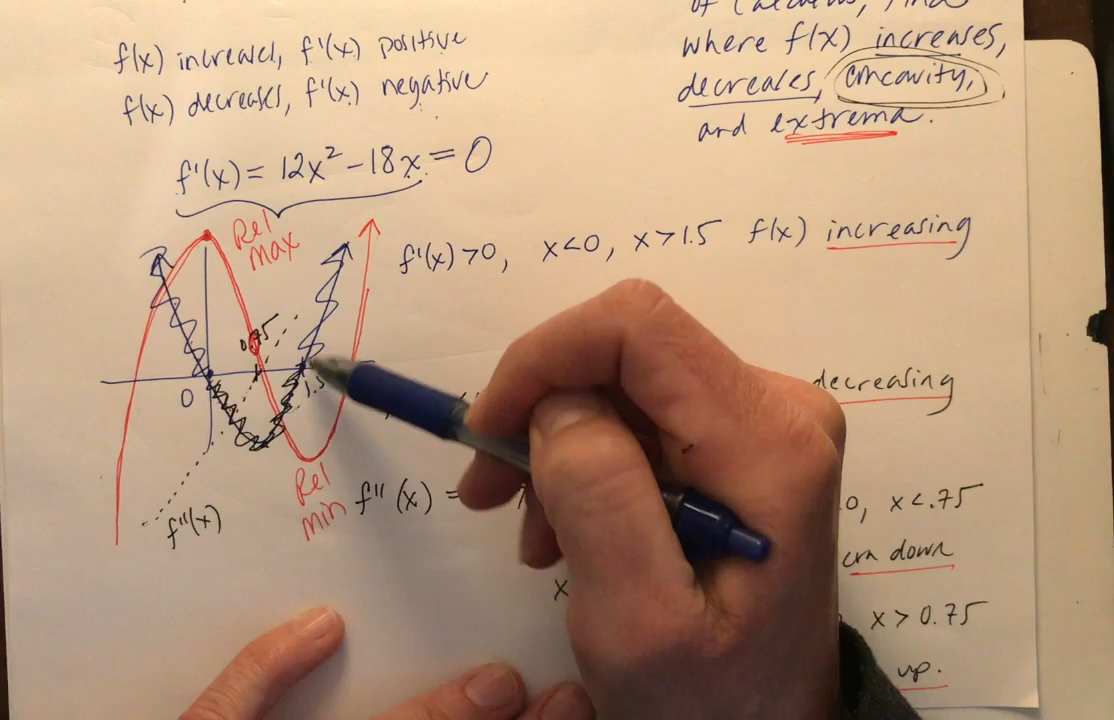 f(x) increases, f'(x) positive
f(x) decreases, f'(x) negative
where f(x) increases,
decreases, concavity,
and extrema.
f'(x) = 12x² - 18x = 0
Rel
max
f'(x) > 0, x < 0, x > 1.5 f(x) increasing
0.75
0
1.5
decreasing
Rel
min
f''(x) =
f''(x)
0, x < .75
down
x
x > 0.75
up.